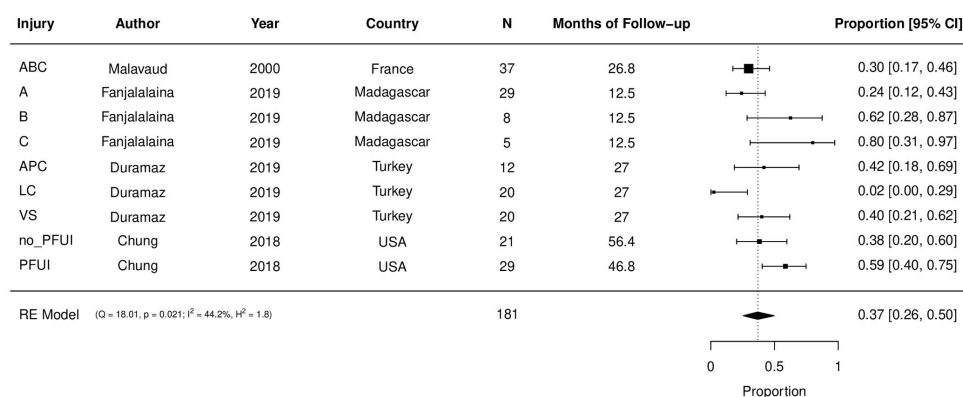 Injury Author Year Country N Months of Follow−up Proportion [95% CI]
ABC Malavaud 2000 France 37 26.8 0.30 [0.17, 0.46]
A Fanjalalaina 2019 Madagascar 29 12.5 0.24 [0.12, 0.43]
B Fanjalalaina 2019 Madagascar 8 12.5 0.62 [0.28, 0.87]
C Fanjalalaina 2019 Madagascar 5 12.5 0.80 [0.31, 0.97]
APC Duramaz 2019 Turkey 12 27 0.42 [0.18, 0.69]
LC Duramaz 2019 Turkey 20 27 0.02 [0.00, 0.29]
VS Duramaz 2019 Turkey 20 27 0.40 [0.21, 0.62]
no_PFUI Chung 2018 USA 21 56.4 0.38 [0.20, 0.60]
PFUI Chung 2018 USA 29 46.8 0.59 [0.40, 0.75]
RE Model (Q = 18.01, p = 0.021; I² = 44.2%, H² = 1.8) 181 0.37 [0.26, 0.50]
0 0.5 1
Proportion